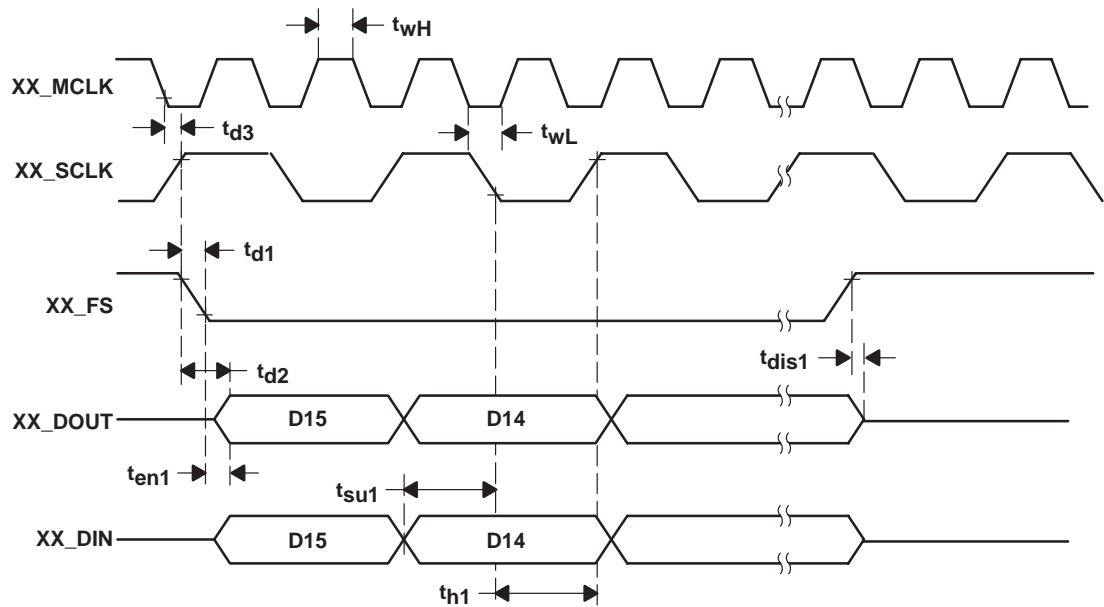 twH
XX_MCLK
td3
twL
XX_SCLK
td1
XX_FS
tdis1
td2
XX_DOUT
D15
D14
ten1
tsu1
XX_DIN
D15
D14
th1